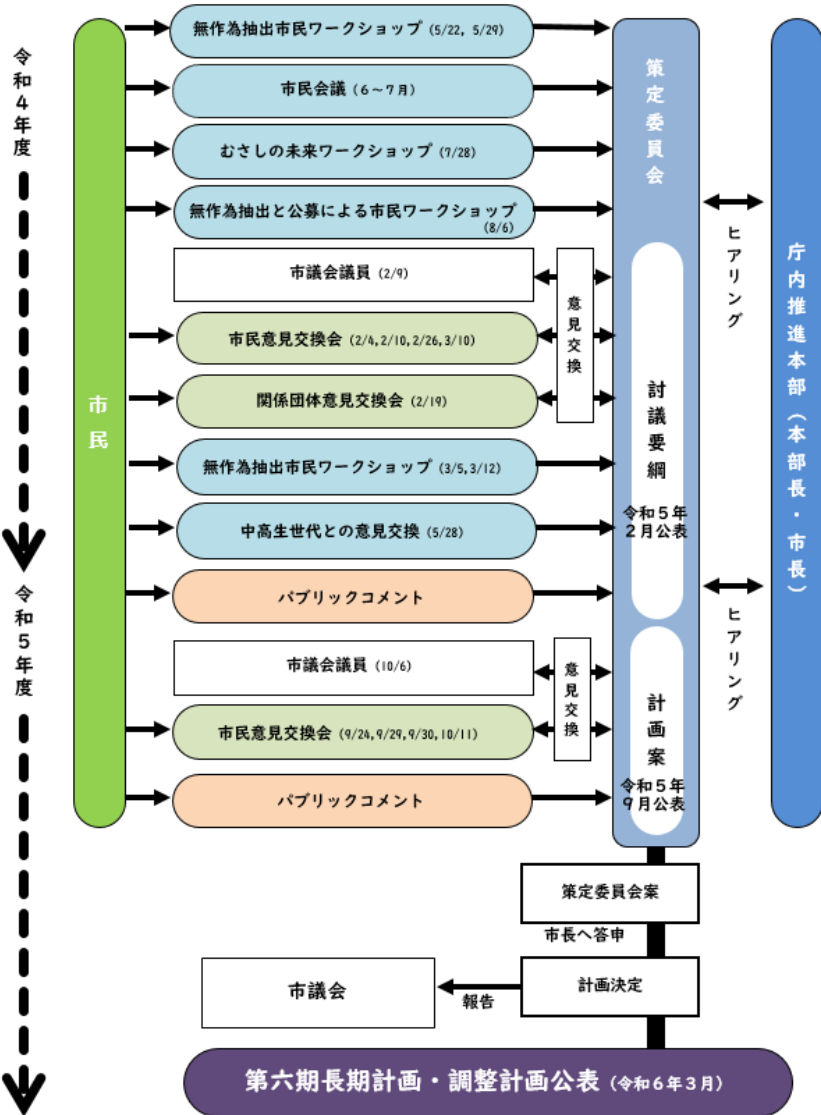 令和4年度
令和5年度
市民
無作為抽出市民ワークショップ (5/22, 5/29)
市民会議 (6～7月)
むさしの未来ワークショップ (7/28)
無作為抽出と公募による市民ワークショップ
(8/6)
市議会議員 (2/9)
市民意見交換会 (2/4,2/10,2/26,3/10)
関係団体意見交換会 (2/19)
無作為抽出市民ワークショップ (3/5,3/12)
中高生世代との意見交換 (5/28)
パブリックコメント
市議会議員 (10/6)
市民意見交換会 (9/24,9/29,9/30,10/11)
パブリックコメント
意見交換
意見交換
策定委員会
討議要綱
令和5年
2月公表
計画案
令和5年
9月公表
ヒアリング
ヒアリング
庁内推進本部（本部長・市長）
策定委員会案
市長へ答申
計画決定
報告
市議会
第六期長期計画・調整計画公表 (令和6年3月)